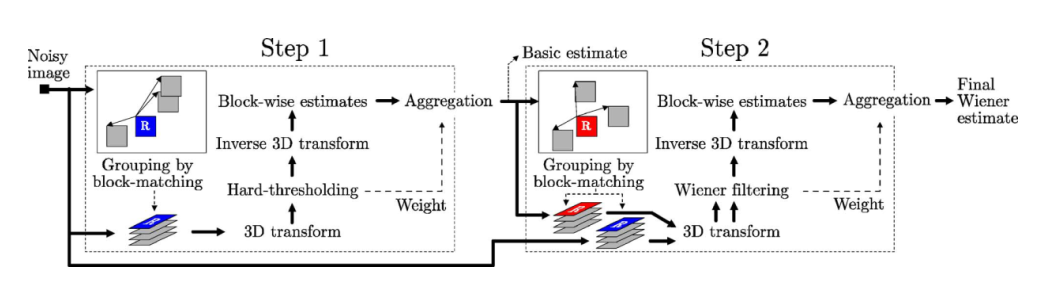 Step 1
Step 2
Noisy
image
Basic estimate
R
Grouping by
block-matching
Block-wise estimates
Aggregation
Inverse 3D transform
Hard-thresholding
Weight
3D transform
R
Grouping by
block-matching
Block-wise estimates
Aggregation
Final
Wiener
estimate
Inverse 3D transform
Wiener filtering
Weight
3D transform